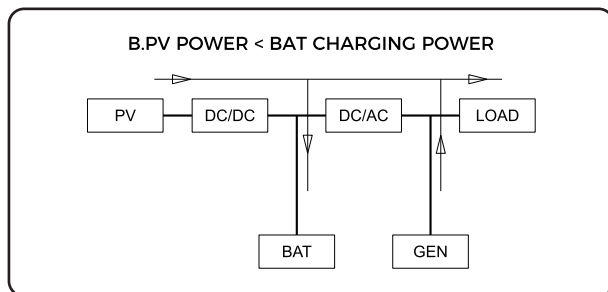 B.PV POWER < BAT CHARGING POWER
PV DC/DC DC/AC LOAD
BAT GEN